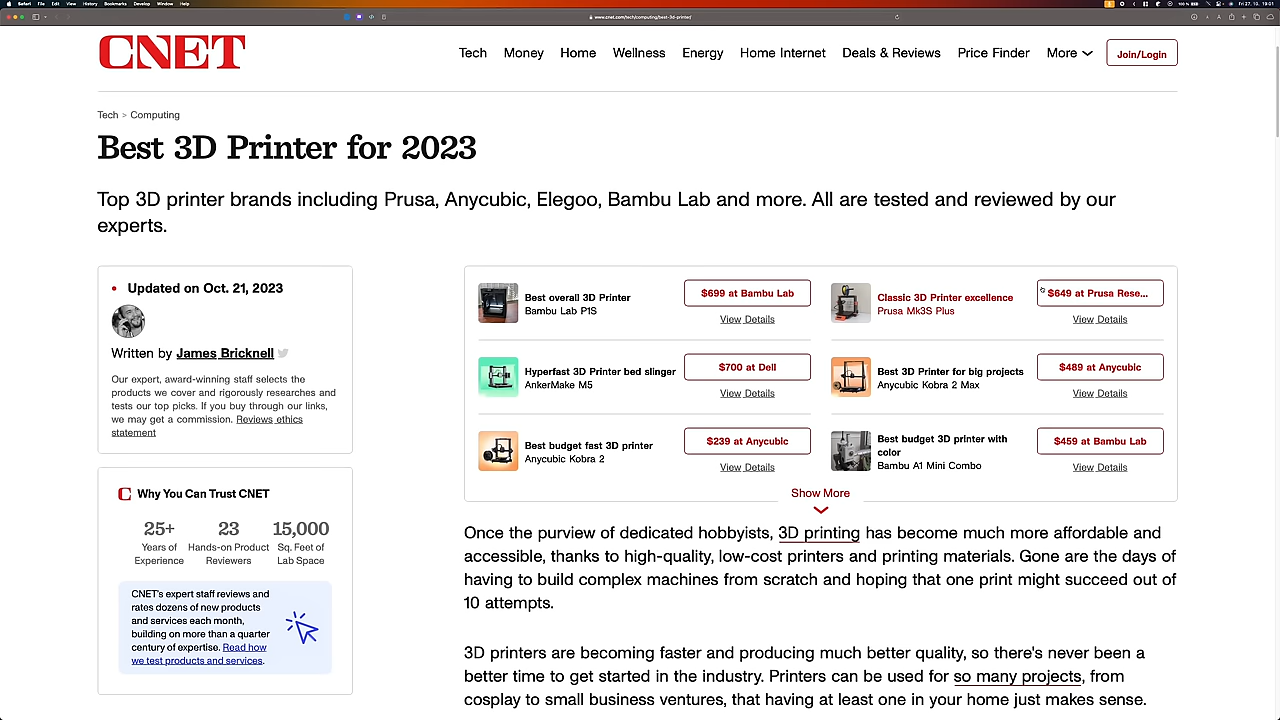 Safari File Edit View History Bookmarks Develop Window Help
100 % Fri 27. 10. 19:01
www.cnet.com/tech/computing/best-3d-printer/
CNET
Tech Money Home Wellness Energy Home Internet Deals & Reviews Price Finder More Join/Login
Tech > Computing
Best 3D Printer for 2023
Top 3D printer brands including Prusa, Anycubic, Elegoo, Bambu Lab and more. All are tested and reviewed by our
experts.
• Updated on Oct. 21, 2023
Written by James Bricknell
Our expert, award-winning staff selects the
products we cover and rigorously researches and
tests our top picks. If you buy through our links,
we may get a commission. Reviews ethics
statement
C Why You Can Trust CNET
25+ 23 15,000
Years of Hands-on Product Sq. Feet of
Experience Reviewers Lab Space
CNET's expert staff reviews and
rates dozens of new products
and services each month,
building on more than a quarter
century of expertise. Read how
we test products and services.
Best overall 3D Printer
Bambu Lab P1S
$699 at Bambu Lab
View Details
Classic 3D Printer excellence
Prusa Mk3S Plus
$649 at Prusa Rese...
View Details
Hyperfast 3D Printer bed slinger
AnkerMake M5
$700 at Dell
View Details
Best 3D Printer for big projects
Anycubic Kobra 2 Max
$489 at Anycubic
View Details
Best budget fast 3D printer
Anycubic Kobra 2
$239 at Anycubic
View Details
Best budget 3D printer with
color
Bambu A1 Mini Combo
$459 at Bambu Lab
View Details
Show More
Once the purview of dedicated hobbyists, 3D printing has become much more affordable and
accessible, thanks to high-quality, low-cost printers and printing materials. Gone are the days of
having to build complex machines from scratch and hoping that one print might succeed out of
10 attempts.
3D printers are becoming faster and producing much better quality, so there's never been a
better time to get started in the industry. Printers can be used for so many projects, from
cosplay to small business ventures, that having at least one in your home just makes sense.